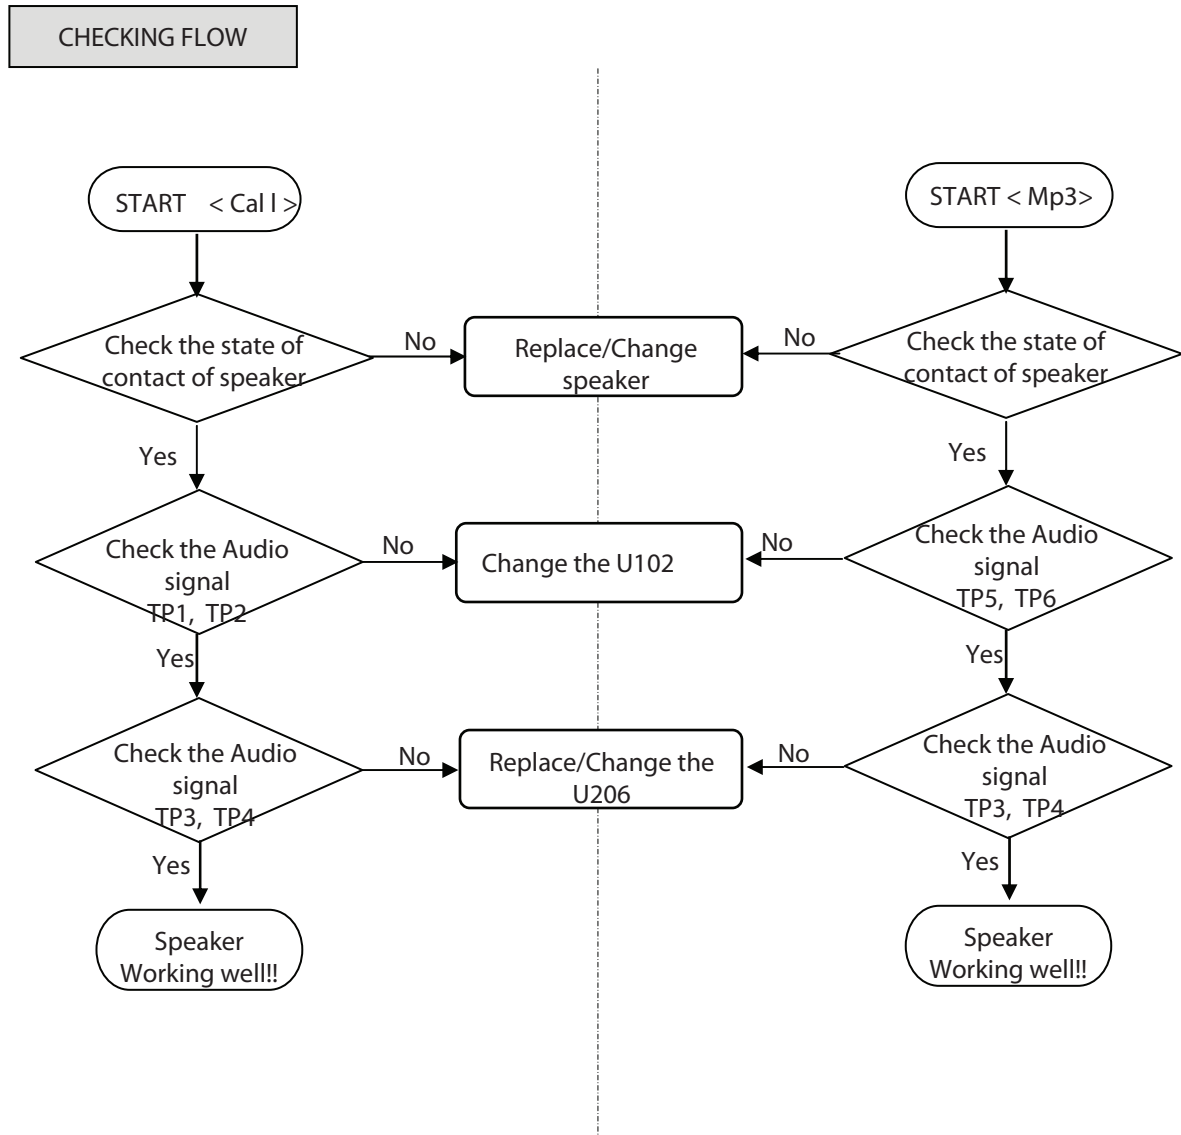 CHECKING FLOW
START < Cal l >
Check the state of
contact of speaker
No
Yes
Check the Audio
signal
TP1, TP2
No
Yes
Check the Audio
signal
TP3, TP4
No
Yes
Speaker
Working well!!
Replace/Change
speaker
Change the U102
Replace/Change the
U206
START < Mp3>
Check the state of
contact of speaker
No
Yes
Check the Audio
signal
TP5, TP6
No
Yes
Check the Audio
signal
TP3, TP4
No
Yes
Speaker
Working well!!